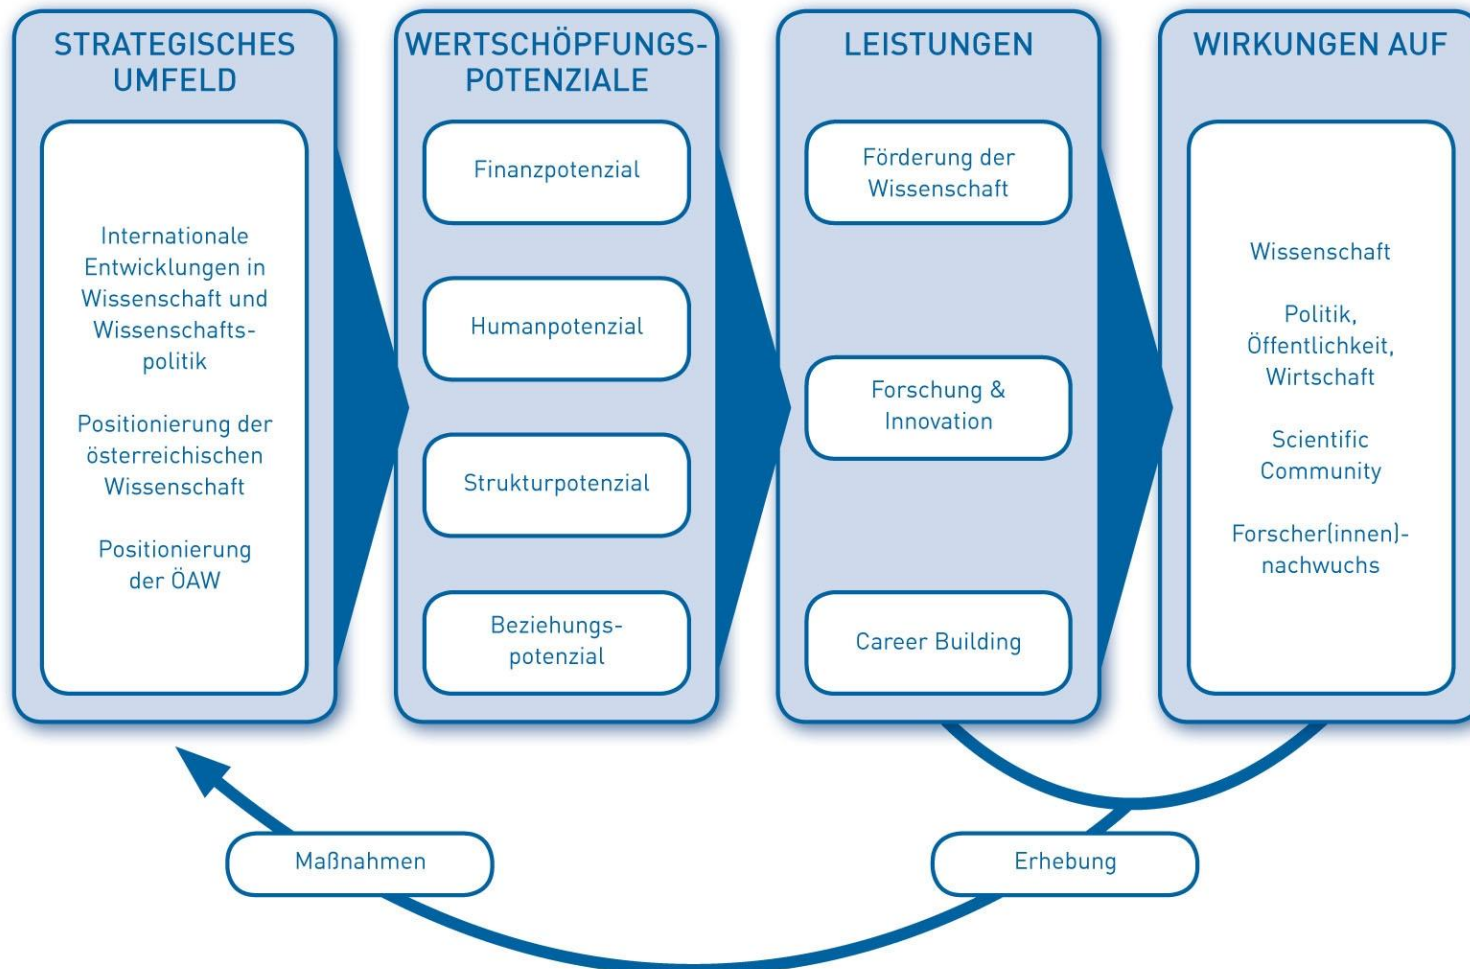 STRATEGISCHES
UMFELD
Internationale
Entwicklungen in
Wissenschaft und
Wissenschafts-
politik
Positionierung der
österreichischen
Wissenschaft
Positionierung
der ÖAW
WERTSCHÖPFUNGS-
POTENZIALE
Finanzpotenzial
Humanpotenzial
Strukturpotenzial
Beziehungs-
potenzial
LEISTUNGEN
Förderung der
Wissenschaft
Forschung &
Innovation
Career Building
WIRKUNGEN AUF
Wissenschaft
Politik,
Öffentlichkeit,
Wirtschaft
Scientific
Community
Forscher(innen)-
nachwuchs
Maßnahmen
Erhebung